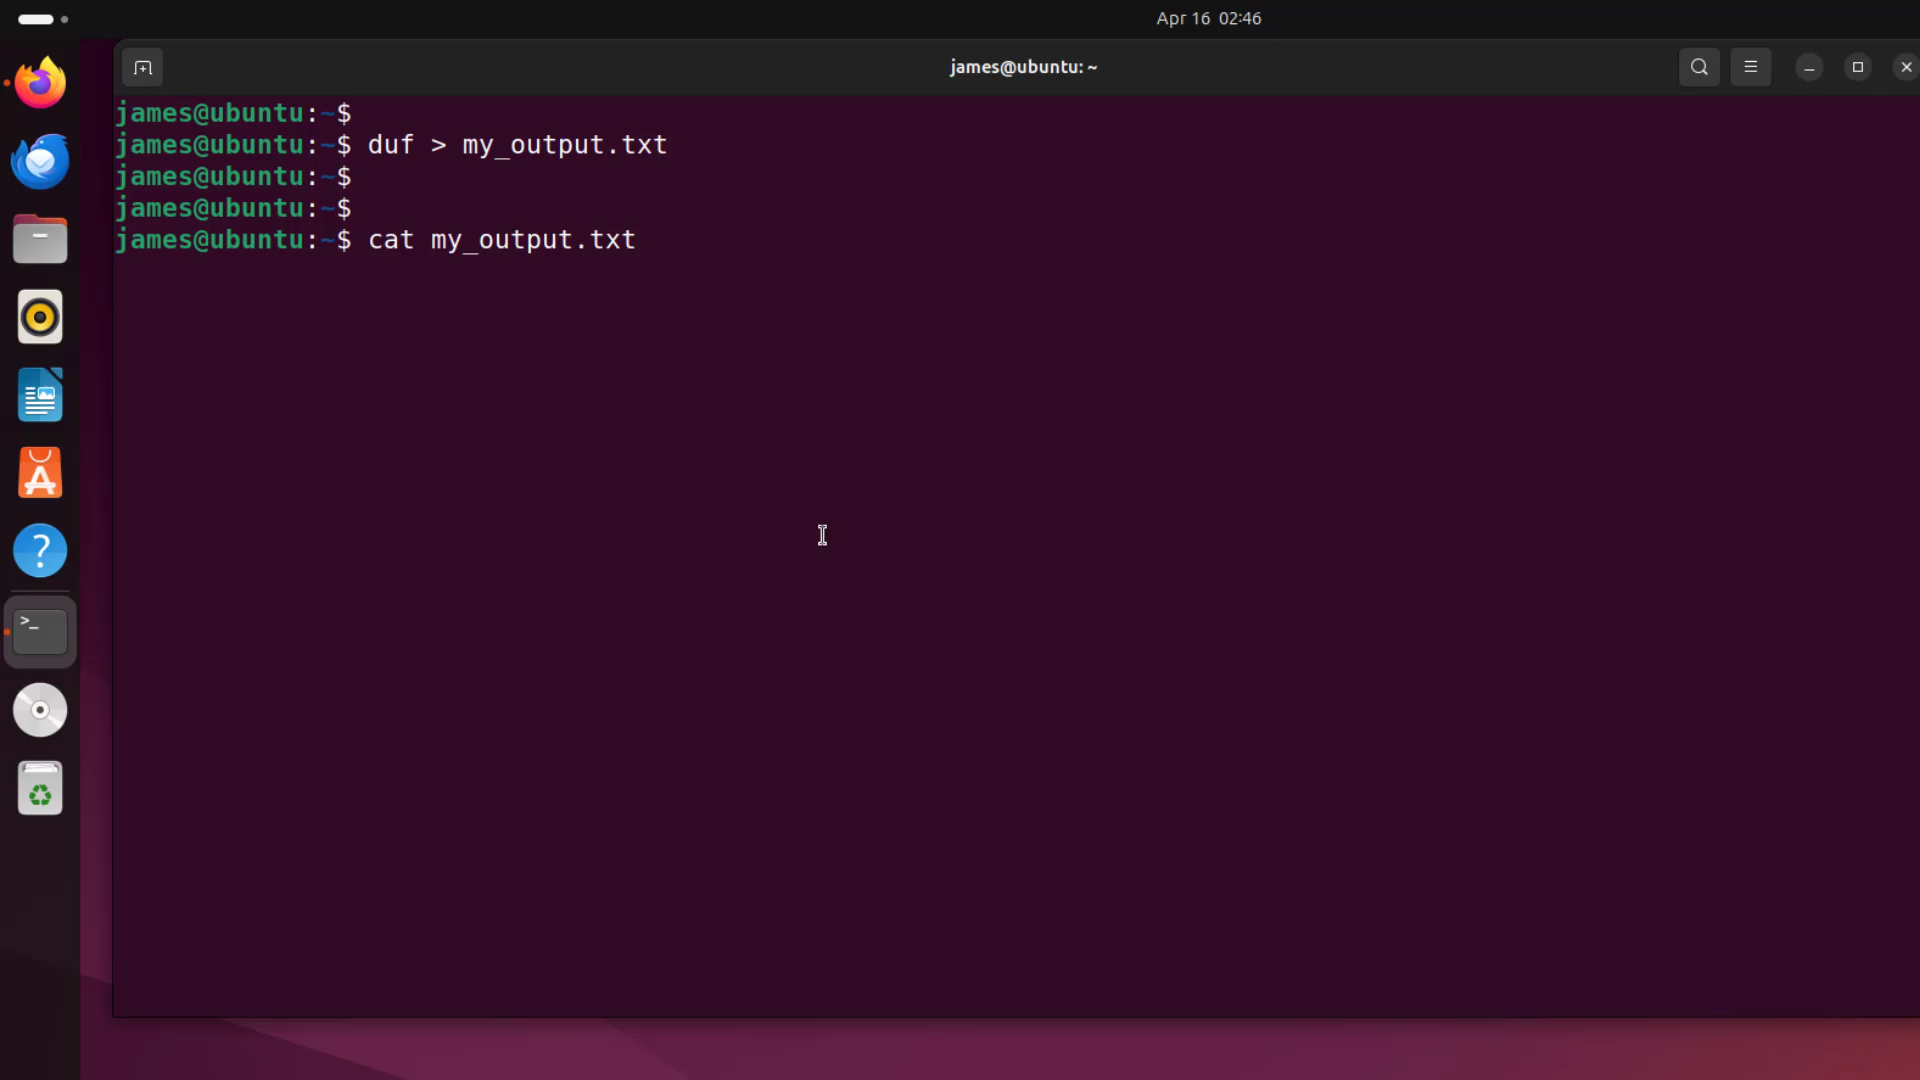 Apr 16 02:46
james@ubuntu: ~
james@ubuntu:~$
james@ubuntu:~$ duf > my_output.txt
james@ubuntu:~$
james@ubuntu:~$
james@ubuntu:~$ cat my_output.txt